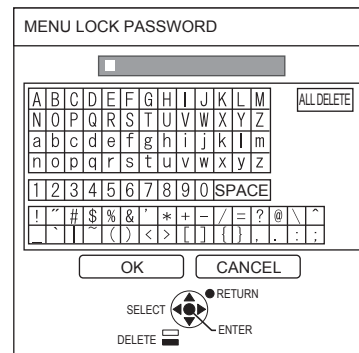 MENU LOCK PASSWORD
A B C D E F G H I J K L M ALL DELETE
N O P Q R S T U V W X Y Z
a b c d e f g h i j k l m
n o p q r s t u v w x y z
1 2 3 4 5 6 7 8 9 0 SPACE
! ˝ # $ % & ' * + - / = ? @ \ ^
_ ` | ~ ( ) < > [ ] { } , . : ;
OK CANCEL
RETURN
SELECT
ENTER
DELETE